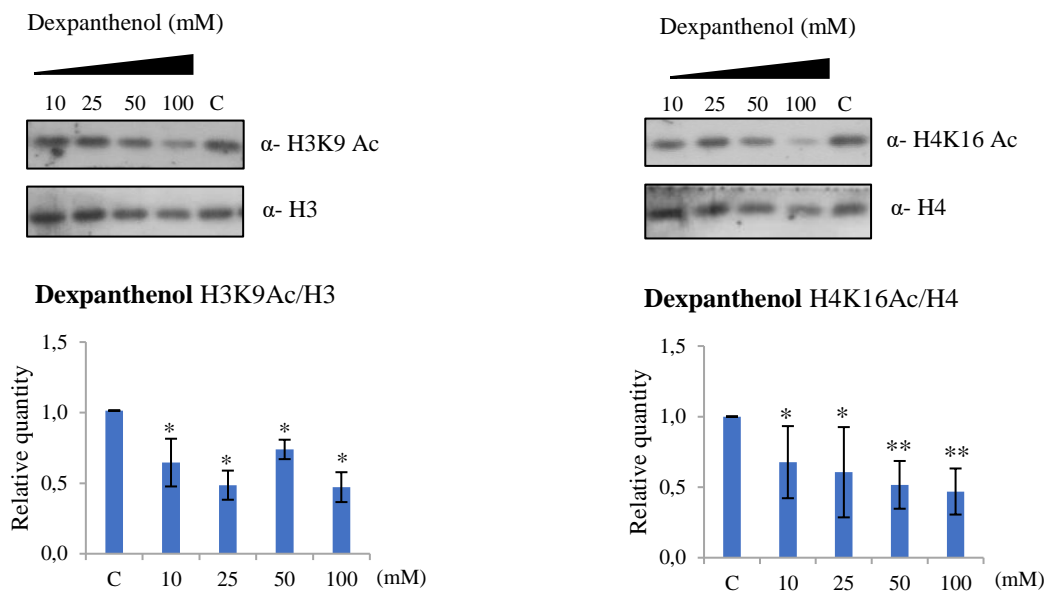 Dexpanthenol (mM)
10 25 50 100 C
α- H3K9 Ac
α- H3
Dexpanthenol H3K9Ac/H3
Relative quantity
1,5
1,0
0,5
0,0
* * * *
C 10 25 50 100 (mM)
Dexpanthenol (mM)
10 25 50 100 C
α- H4K16 Ac
α- H4
Dexpanthenol H4K16Ac/H4
Relative quantity
1,5
1,0
0,5
0,0
* * ** **
C 10 25 50 100 (mM)